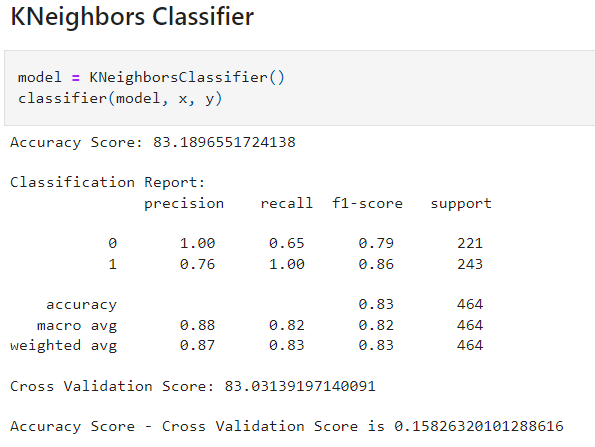 KNeighbors Classifier
model = KNeighborsClassifier()
classifier(model, x, y)
Accuracy Score: 83.1896551724138
Classification Report:
precision recall f1-score support
0 1.00 0.65 0.79 221
1 0.76 1.00 0.86 243
accuracy 0.83 464
macro avg 0.88 0.82 0.82 464
weighted avg 0.87 0.83 0.83 464
Cross Validation Score: 83.03139197140091
Accuracy Score - Cross Validation Score is 0.15826320101288616